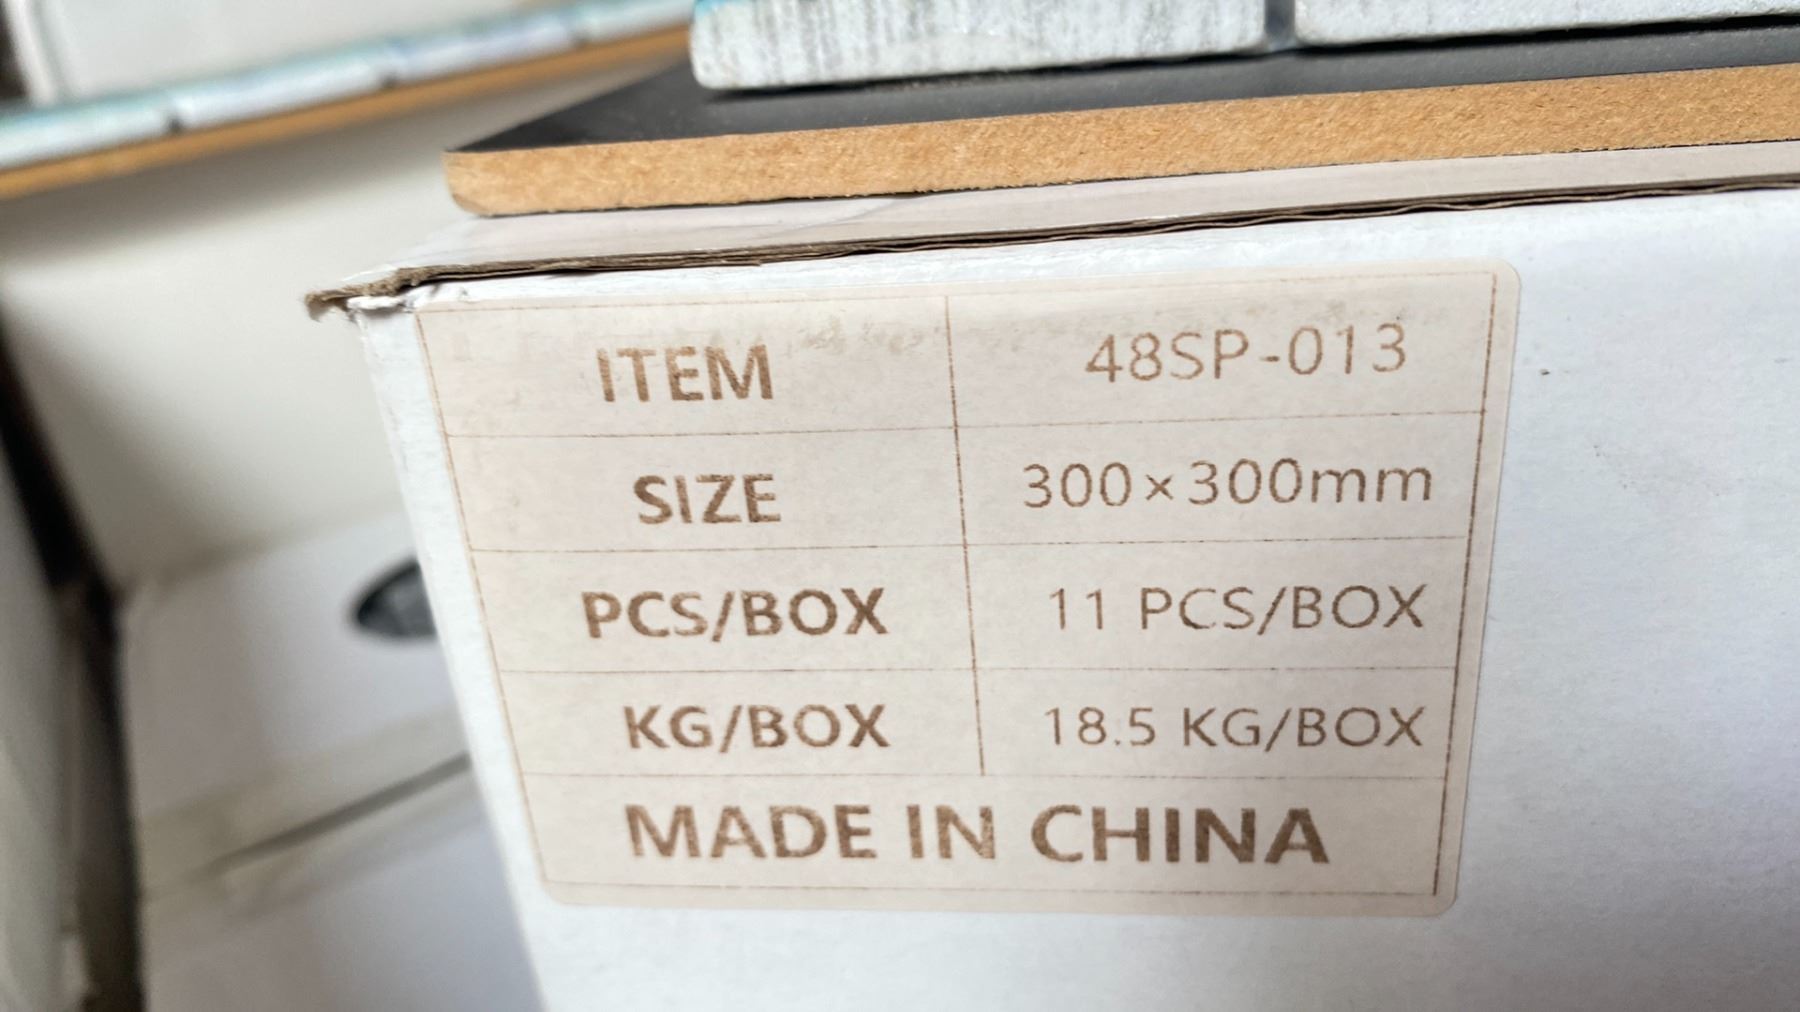 ITEM 48SP-013
SIZE 300×300mm
PCS/BOX 11 PCS/BOX
KG/BOX 18.5 KG/BOX
MADE IN CHINA